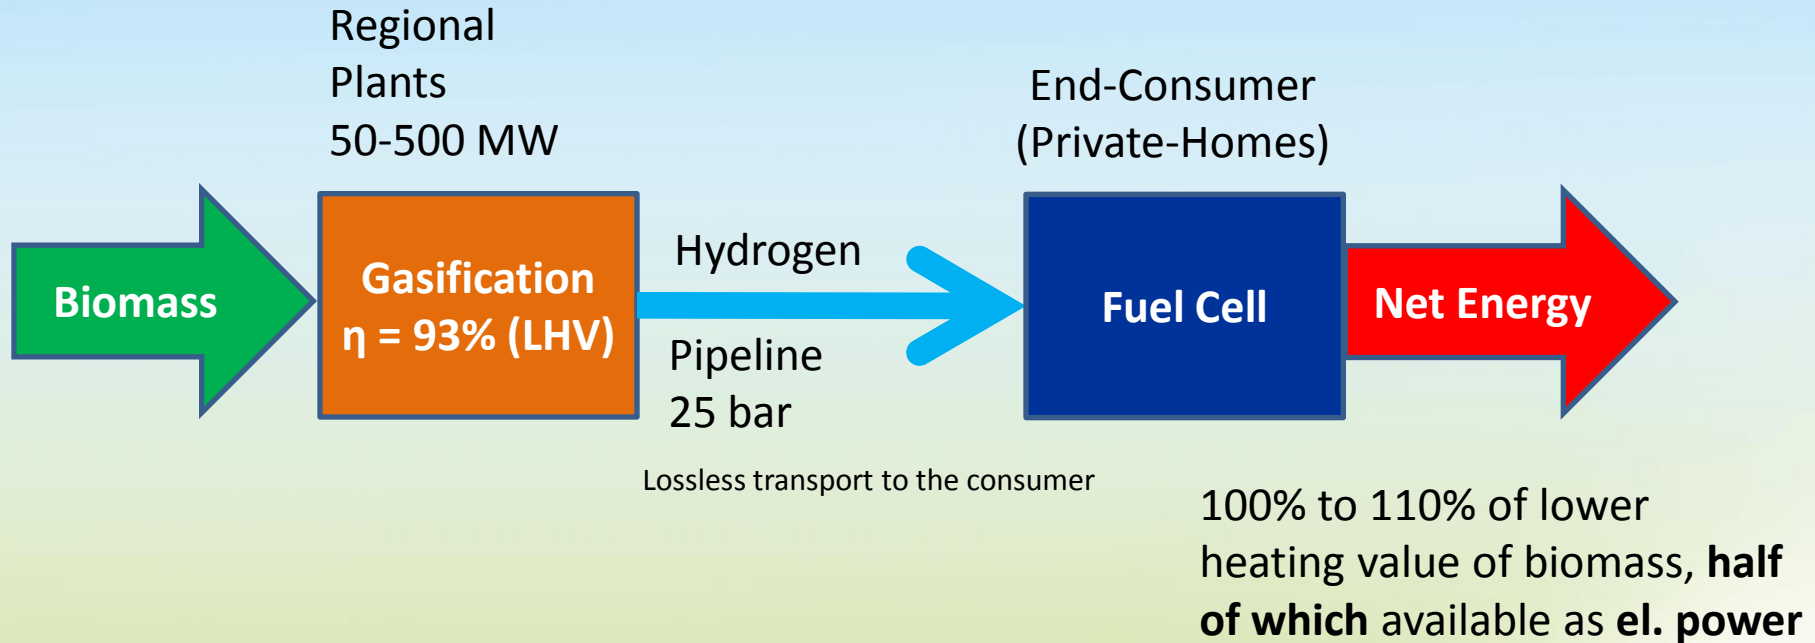 Regional
Plants
50-500 MW
End-Consumer
(Private-Homes)
Biomass
Gasification
η = 93% (LHV)
Hydrogen
Pipeline
25 bar
Fuel Cell
Net Energy
Lossless transport to the consumer
100% to 110% of lower
heating value of biomass, half
of which available as el. power